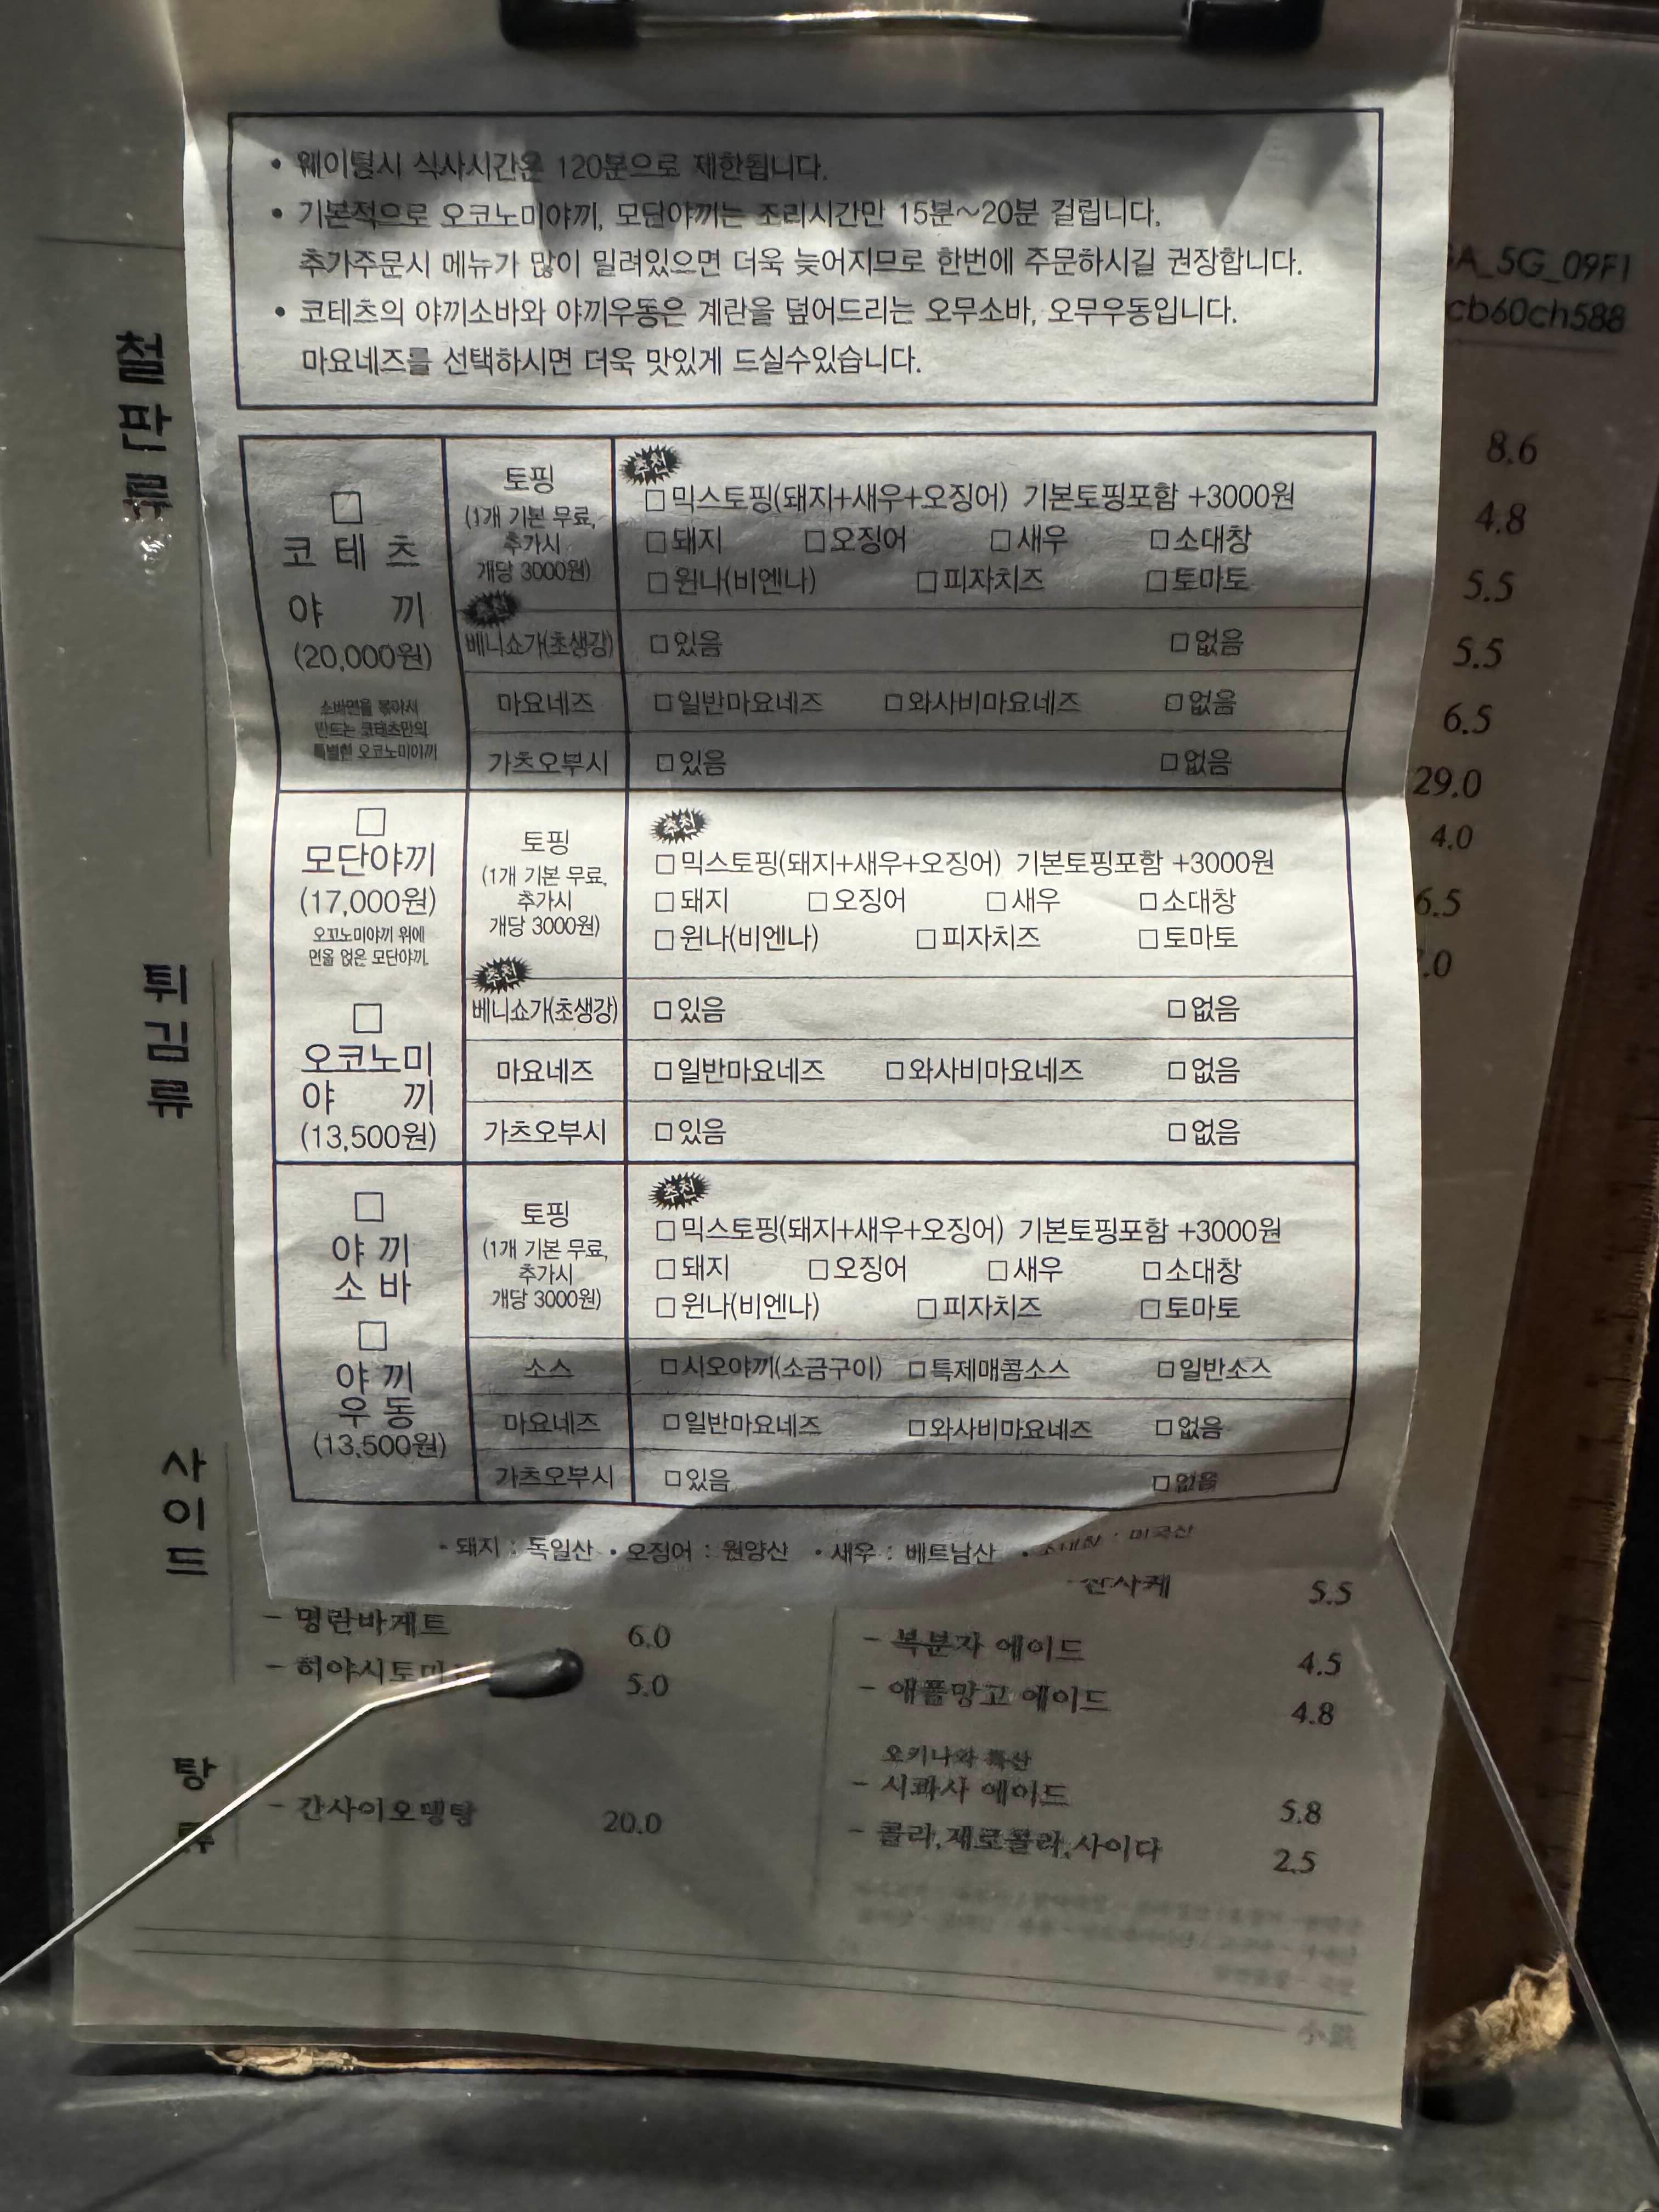 • 웨이팅시 식사시간은 120분으로 제한됩니다.
• 기본적으로 오코노미야끼, 모단야끼는 조리시간만 15분~20분 걸립니다.
추가주문시 메뉴가 많이 밀려있으면 더욱 늦어지므로 한번에 주문하시길 권장합니다.
• 코테츠의 야끼소바와 야끼우동은 계란을 덮어드리는 오무소바, 오무우동입니다.
마요네즈를 선택하시면 더욱 맛있게 드실수있습니다.
□
코테츠
야끼
(20,000원)
소바면을 볶아서
만드는 코테츠만의
특별한 오코노미야끼
토핑
(1개 기본 무료,
추가시
개당 3000원)
추천
□믹스토핑(돼지+새우+오징어) 기본토핑포함 +3000원
□돼지 □오징어 □새우 □소대창
□윈나(비엔나) □피자치즈 □토마토
추천
베니쇼가(초생강) □있음 □없음
마요네즈 □일반마요네즈 □와사비마요네즈 □없음
가츠오부시 □있음 □없음
□
모단야끼
(17,000원)
오꼬노미야끼 위에
면을 얹은 모단야끼.
□
오코노미
야끼
(13,500원)
토핑
(1개 기본 무료,
추가시
개당 3000원)
추천
□믹스토핑(돼지+새우+오징어) 기본토핑포함 +3000원
□돼지 □오징어 □새우 □소대창
□윈나(비엔나) □피자치즈 □토마토
추천
베니쇼가(초생강) □있음 □없음
마요네즈 □일반마요네즈 □와사비마요네즈 □없음
가츠오부시 □있음 □없음
□
야끼
소바
□
야끼
우동
(13,500원)
토핑
(1개 기본 무료,
추가시
개당 3000원)
추천
□믹스토핑(돼지+새우+오징어) 기본토핑포함 +3000원
□돼지 □오징어 □새우 □소대창
□윈나(비엔나) □피자치즈 □토마토
소스 □시오야끼(소금구이) □특제매콤소스 □일반소스
마요네즈 □일반마요네즈 □와사비마요네즈 □없음
가츠오부시 □있음 □없음
• 돼지 : 독일산 • 오징어 : 원양산 • 새우 : 베트남산 • 소대창 : 미국산
철판류
튀김류
사이드
탕류
A_5G_09F1
cb60ch588
8.6
4.8
5.5
5.5
6.5
29.0
4.0
6.5
.0
- 명란바게트 6.0
- 히야시토마 5.0
- 간사이오뎅탕 20.0
5.5
- 복분자 에이드 4.5
- 애플망고 에이드 4.8
오키나와 특산
- 시콰사 에이드 5.8
- 콜라,제로콜라,사이다 2.5